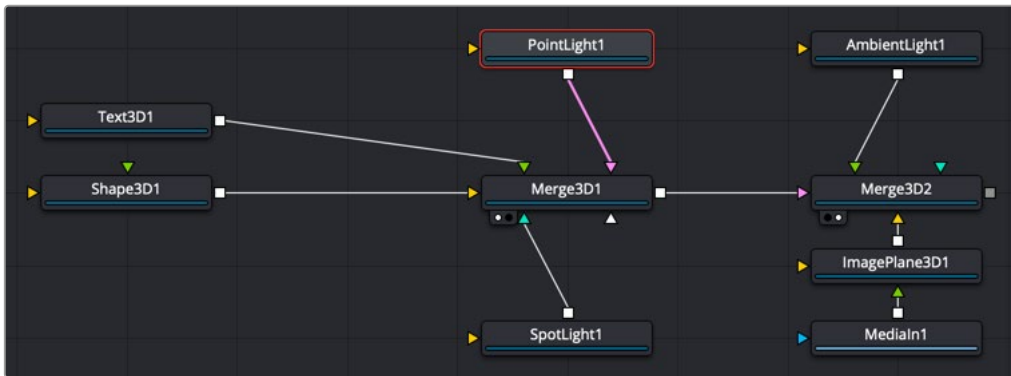 PointLight1
AmbientLight1
Text3D1
Shape3D1
Merge3D1
Merge3D2
ImagePlane3D1
SpotLight1
MediaIn1